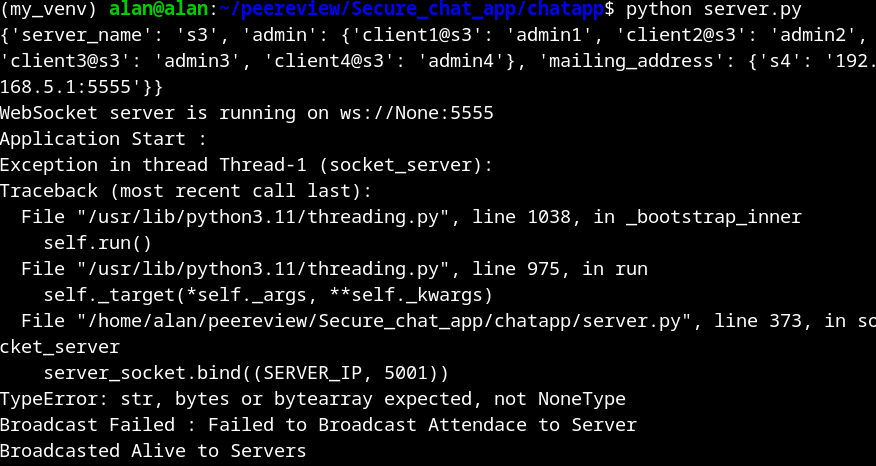 (my_venv) alan@alan:~/peereview/Secure_chat_app/chatapp$ python server.py
{'server_name': 's3', 'admin': {'client1@s3': 'admin1', 'client2@s3': 'admin2',
'client3@s3': 'admin3', 'client4@s3': 'admin4'}, 'mailing_address': {'s4': '192.
168.5.1:5555'}}
WebSocket server is running on ws://None:5555
Application Start :
Exception in thread Thread-1 (socket_server):
Traceback (most recent call last):
  File "/usr/lib/python3.11/threading.py", line 1038, in _bootstrap_inner
    self.run()
  File "/usr/lib/python3.11/threading.py", line 975, in run
    self._target(*self._args, **self._kwargs)
  File "/home/alan/peereview/Secure_chat_app/chatapp/server.py", line 373, in so
cket_server
    server_socket.bind((SERVER_IP, 5001))
TypeError: str, bytes or bytearray expected, not NoneType
Broadcast Failed : Failed to Broadcast Attendace to Server
Broadcasted Alive to Servers